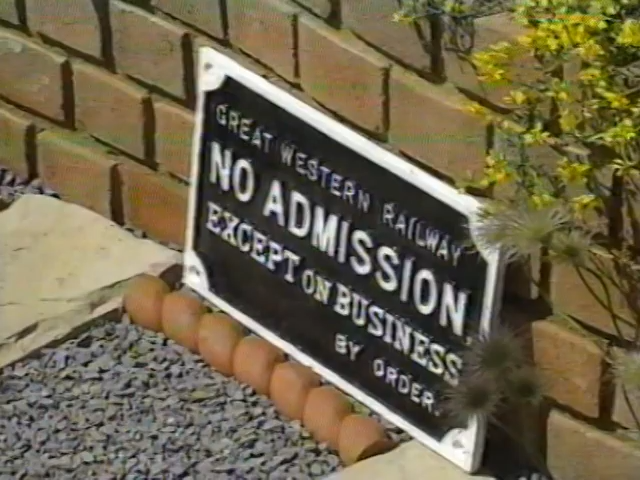 GREAT WESTERN RAILWAY
NO ADMISSION,
EXCEPT ON BUSINESS
BY ORDER.